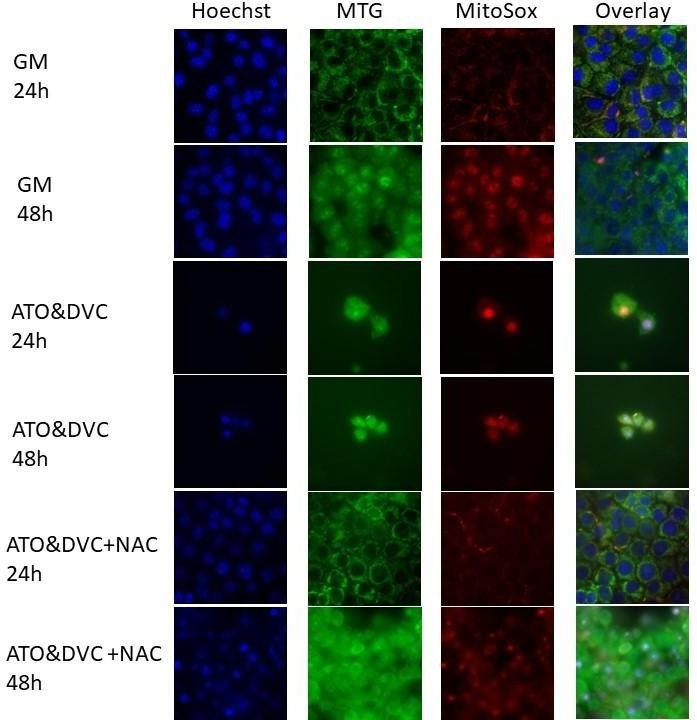 Hoechst MTG MitoSox Overlay
GM
24h
GM
48h
ATO&DVC
24h
ATO&DVC
48h
ATO&DVC+NAC
24h
ATO&DVC +NAC
48h